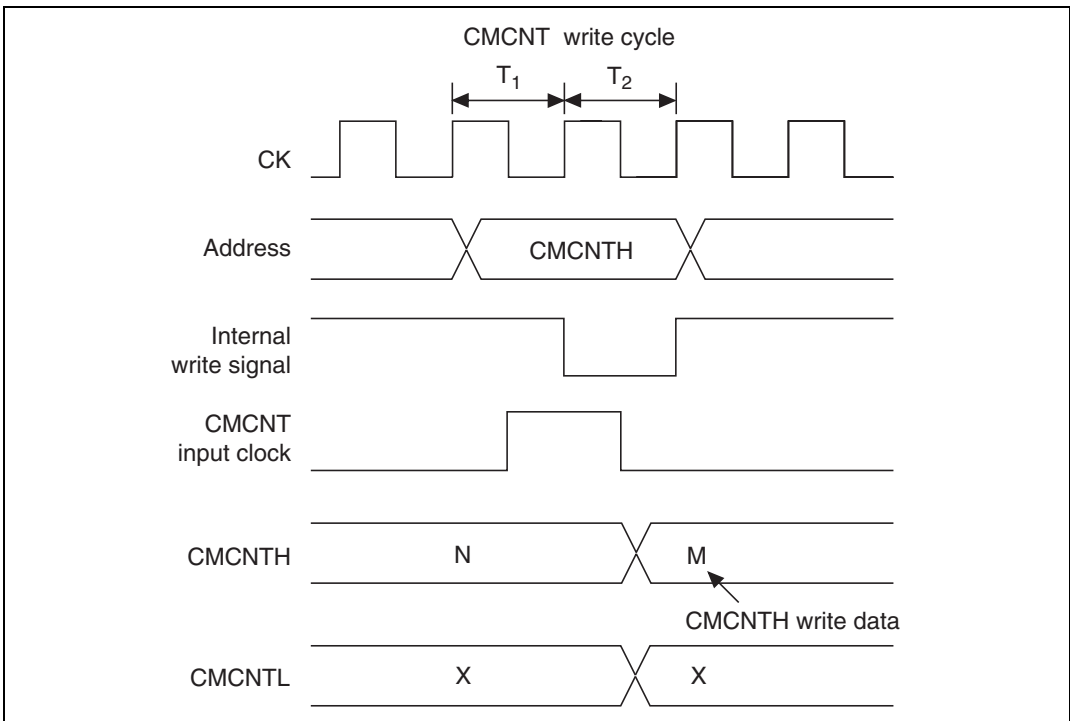 CMCNT write cycle
T1 T2
CK
Address
CMCNTH
Internal
write signal
CMCNT
input clock
CMCNTH
N
M
CMCNTH write data
CMCNTL
X
X